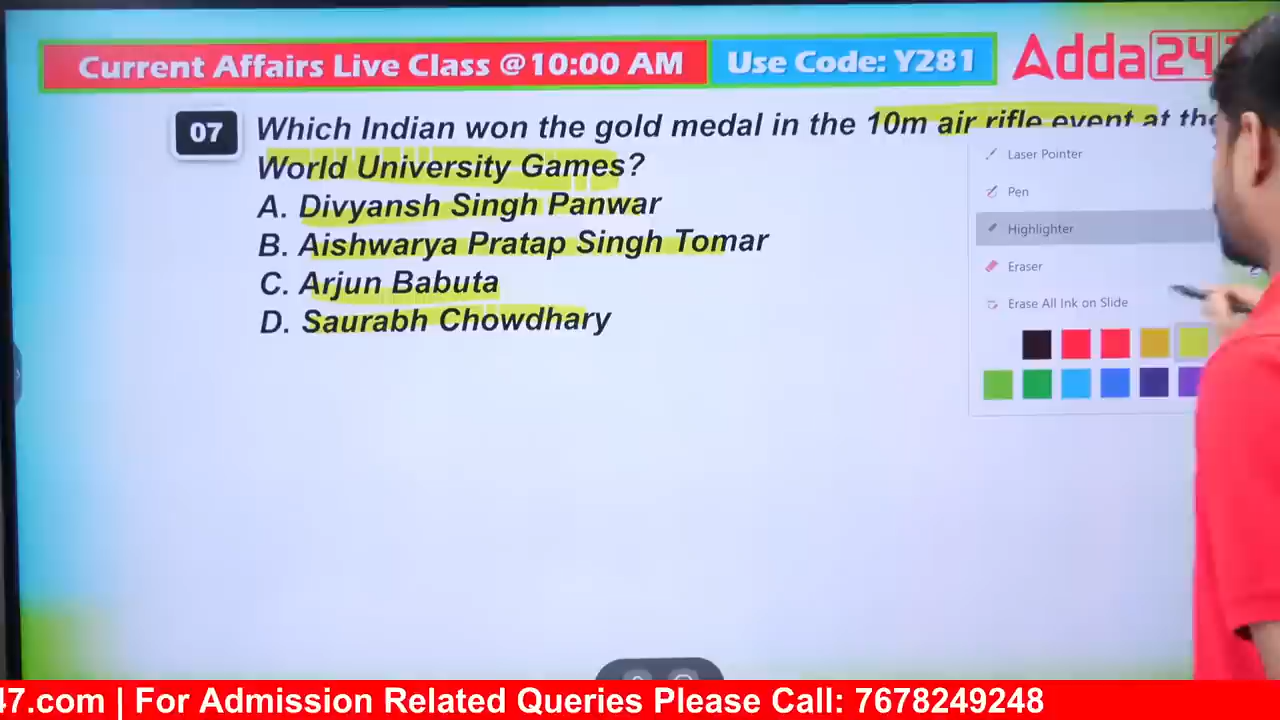 Current Affairs Live Class @10:00 AM
Use Code: Y281
Adda24
07
Which Indian won the gold medal in the 10m air rifle event at the
World University Games?
A. Divyansh Singh Panwar
B. Aishwarya Pratap Singh Tomar
C. Arjun Babuta
D. Saurabh Chowdhary
Laser Pointer
Pen
Highlighter
Eraser
Erase All Ink on Slide
47.com | For Admission Related Queries Please Call: 7678249248